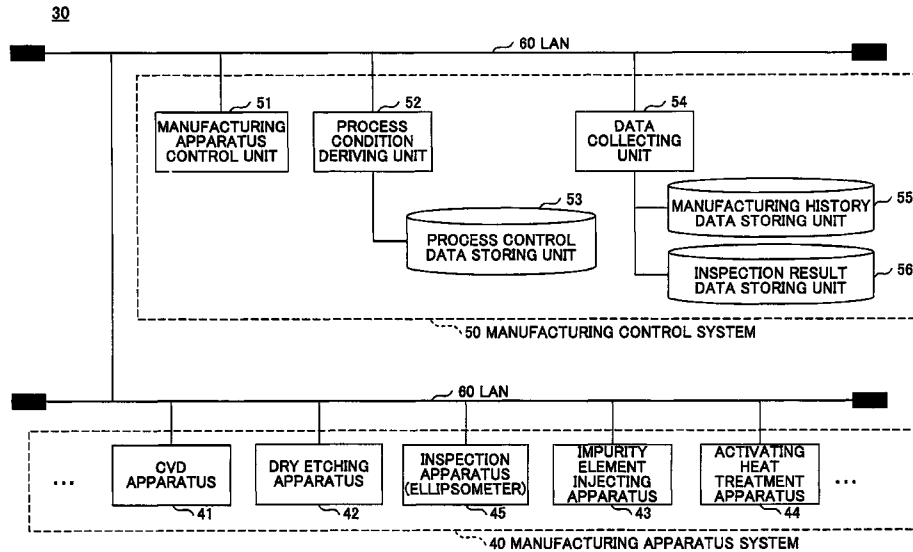 30
60 LAN
51
MANUFACTURING
APPARATUS
CONTROL UNIT
52
PROCESS
CONDITION
DERIVING UNIT
54
DATA
COLLECTING
UNIT
53
PROCESS CONTROL
DATA STORING UNIT
MANUFACTURING HISTORY
DATA STORING UNIT
55
INSPECTION RESULT
DATA STORING UNIT
56
50 MANUFACTURING CONTROL SYSTEM
60 LAN
...
CVD
APPARATUS
41
DRY ETCHING
APPARATUS
42
INSPECTION
APPARATUS
(ELLIPSOMETER)
45
IMPURITY
ELEMENT
INJECTING
APPARATUS
43
ACTIVATING
HEAT
TREATMENT
APPARATUS
44
...
40 MANUFACTURING APPARATUS SYSTEM